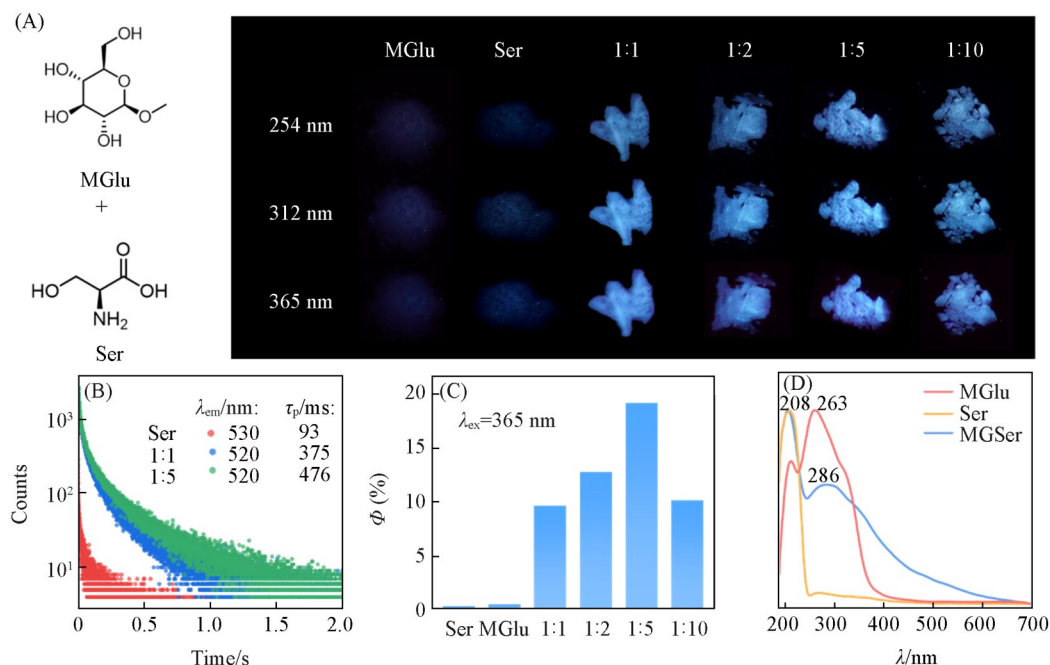 (A)
MGlu Ser 1∶1 1∶2 1∶5 1∶10
254 nm
312 nm
365 nm
OH
HO
O
HO
HO
O
OH
MGlu
+
O
HO
OH
NH2
Ser
(B)
λem/nm: τp/ms:
Ser 530 93
1∶1 520 375
1∶5 520 476
10³
10²
10¹
Counts
0 0.5 1.0 1.5 2.0
Time/s
(C)
λex=365 nm
20
15
10
5
0
Φ (%)
Ser MGlu 1∶1 1∶2 1∶5 1∶10
(D)
MGlu
Ser
MGSer
208 263
286
200 300 400 500 600 700
λ/nm